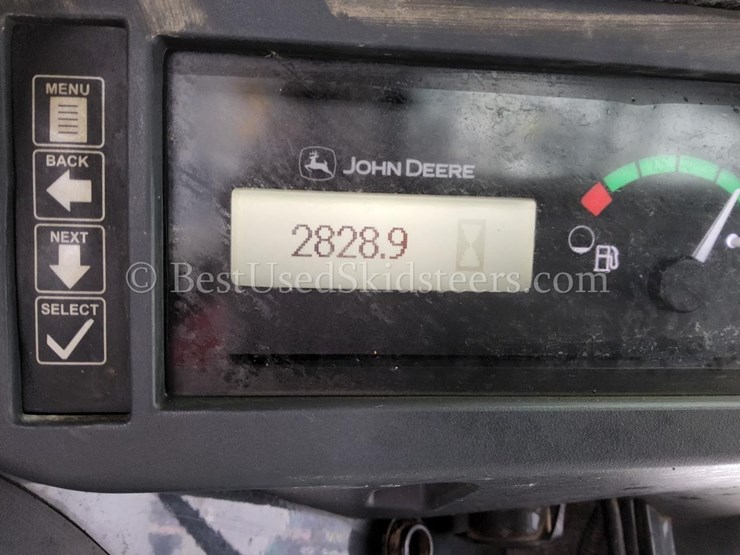 MENU
BACK
NEXT
SELECT
JOHN DEERE
2828.9
© BestUsedSkidsteers.com